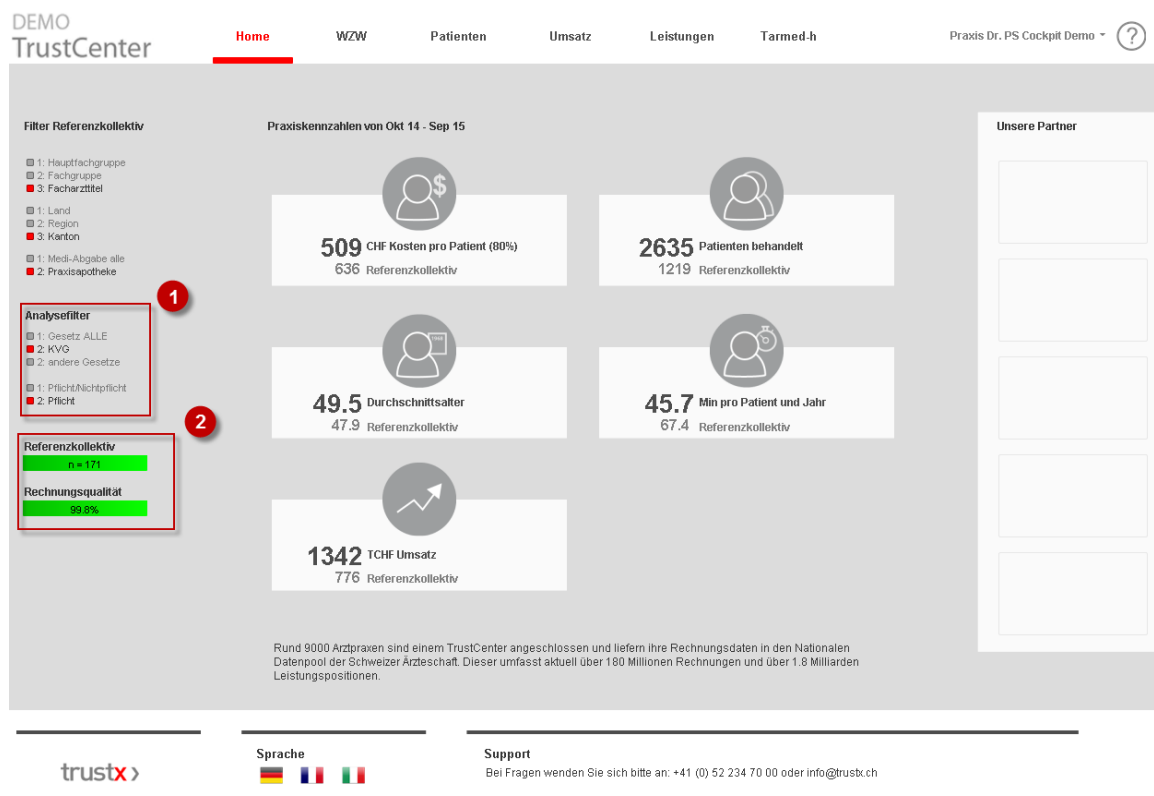 DEMO
TrustCenter
Home
WZW
Patienten
Umsatz
Leistungen
Tarmed-h
Praxis Dr. PS Cockpit Demo
?
Filter Referenzkollektiv
1: Hauptfachgruppe
2: Fachgruppe
3: Facharzttitel
1: Land
2: Region
3: Kanton
1: Medi-Abgabe alle
2: Praxisapotheke
1
Analysefilter
1: Gesetz ALLE
2: KVG
2: andere Gesetze
1: Pflicht/Nichtpflicht
2: Pflicht
2
Referenzkollektiv
n = 171
Rechnungsqualität
99.8%
Praxiskennzahlen von Okt 14 - Sep 15
$
509 CHF Kosten pro Patient (80%)
636 Referenzkollektiv
2635 Patienten behandelt
1219 Referenzkollektiv
49.5 Durchschnittsalter
47.9 Referenzkollektiv
45.7 Min pro Patient und Jahr
67.4 Referenzkollektiv
1342 TCHF Umsatz
776 Referenzkollektiv
Rund 9000 Arztpraxen sind einem TrustCenter angeschlossen und liefern ihre Rechnungsdaten in den Nationalen
Datenpool der Schweizer Ärzteschaft. Dieser umfasst aktuell über 180 Millionen Rechnungen und über 1.8 Milliarden
Leistungspositionen.
Unsere Partner
trustx
Sprache
Support
Bei Fragen wenden Sie sich bitte an: +41 (0) 52 234 70 00 oder info@trustx.ch